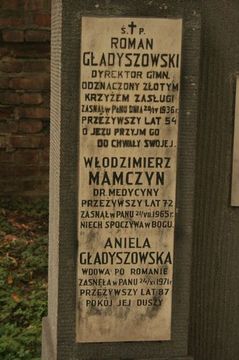 Ś✝P.
ROMAN
GŁADYSZOWSKI
DYREKTOR GIMN.
ODZNACZONY ZŁOTYM
KRZYŻEM ZASŁUGI
ZASNĄŁ W PANU DNIA 24/IV 1936 r.
PRZEŻYWSZY LAT 54
O JEZU PRZYJM GO
DO CHWAŁY SWOJEJ.
WŁODZIMIERZ
MAMCZYN
DR. MEDYCYNY
PRZEŻYWSZY LAT 72
ZASNĄŁ W PANU 21/VII 1965 r.
NIECH SPOCZYWA W BOGU.
ANIELA
GŁADYSZOWSKA
WDOWA PO ROMANIE
ZASNĘŁA W PANU 24/XI 1971 r.
PRZEŻYWSZY LAT 87
POKÓJ JEJ DUSZY